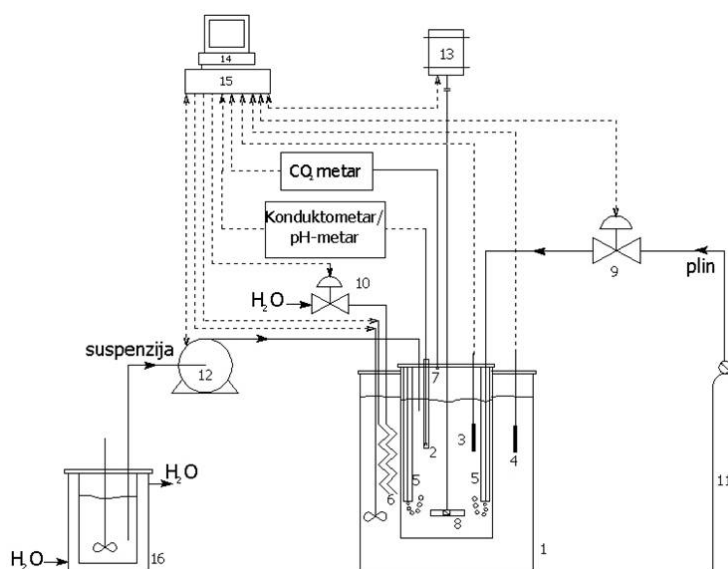 14
15
13
CO₂ metar
Konduktometar/
pH-metar
9
plin
10
H₂O
suspenzija
12
7
2
3
4
5
5
6
8
11
H₂O
1
H₂O
16